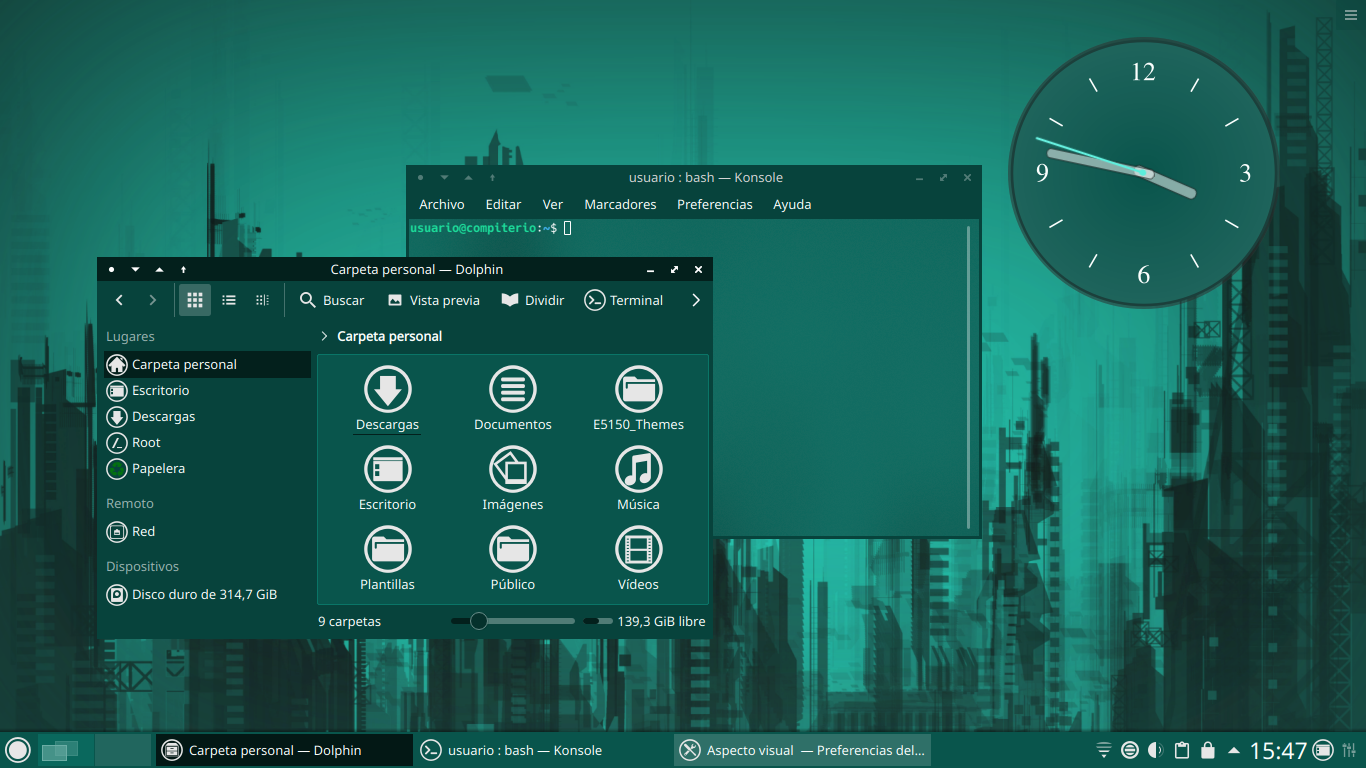 12
9
3
6
usuario : bash — Konsole
Archivo Editar Ver Marcadores Preferencias Ayuda
usuario@compiterio:~$
Carpeta personal — Dolphin
Buscar Vista previa Dividir Terminal
Lugares
Carpeta personal
Escritorio
Descargas
Root
Papelera
Remoto
Red
Dispositivos
Disco duro de 314,7 GiB
Carpeta personal
Descargas Documentos E5150_Themes
Escritorio Imágenes Música
Plantillas Público Vídeos
9 carpetas 139,3 GiB libre
Carpeta personal — Dolphin usuario : bash — Konsole Aspecto visual — Preferencias del... 15:47